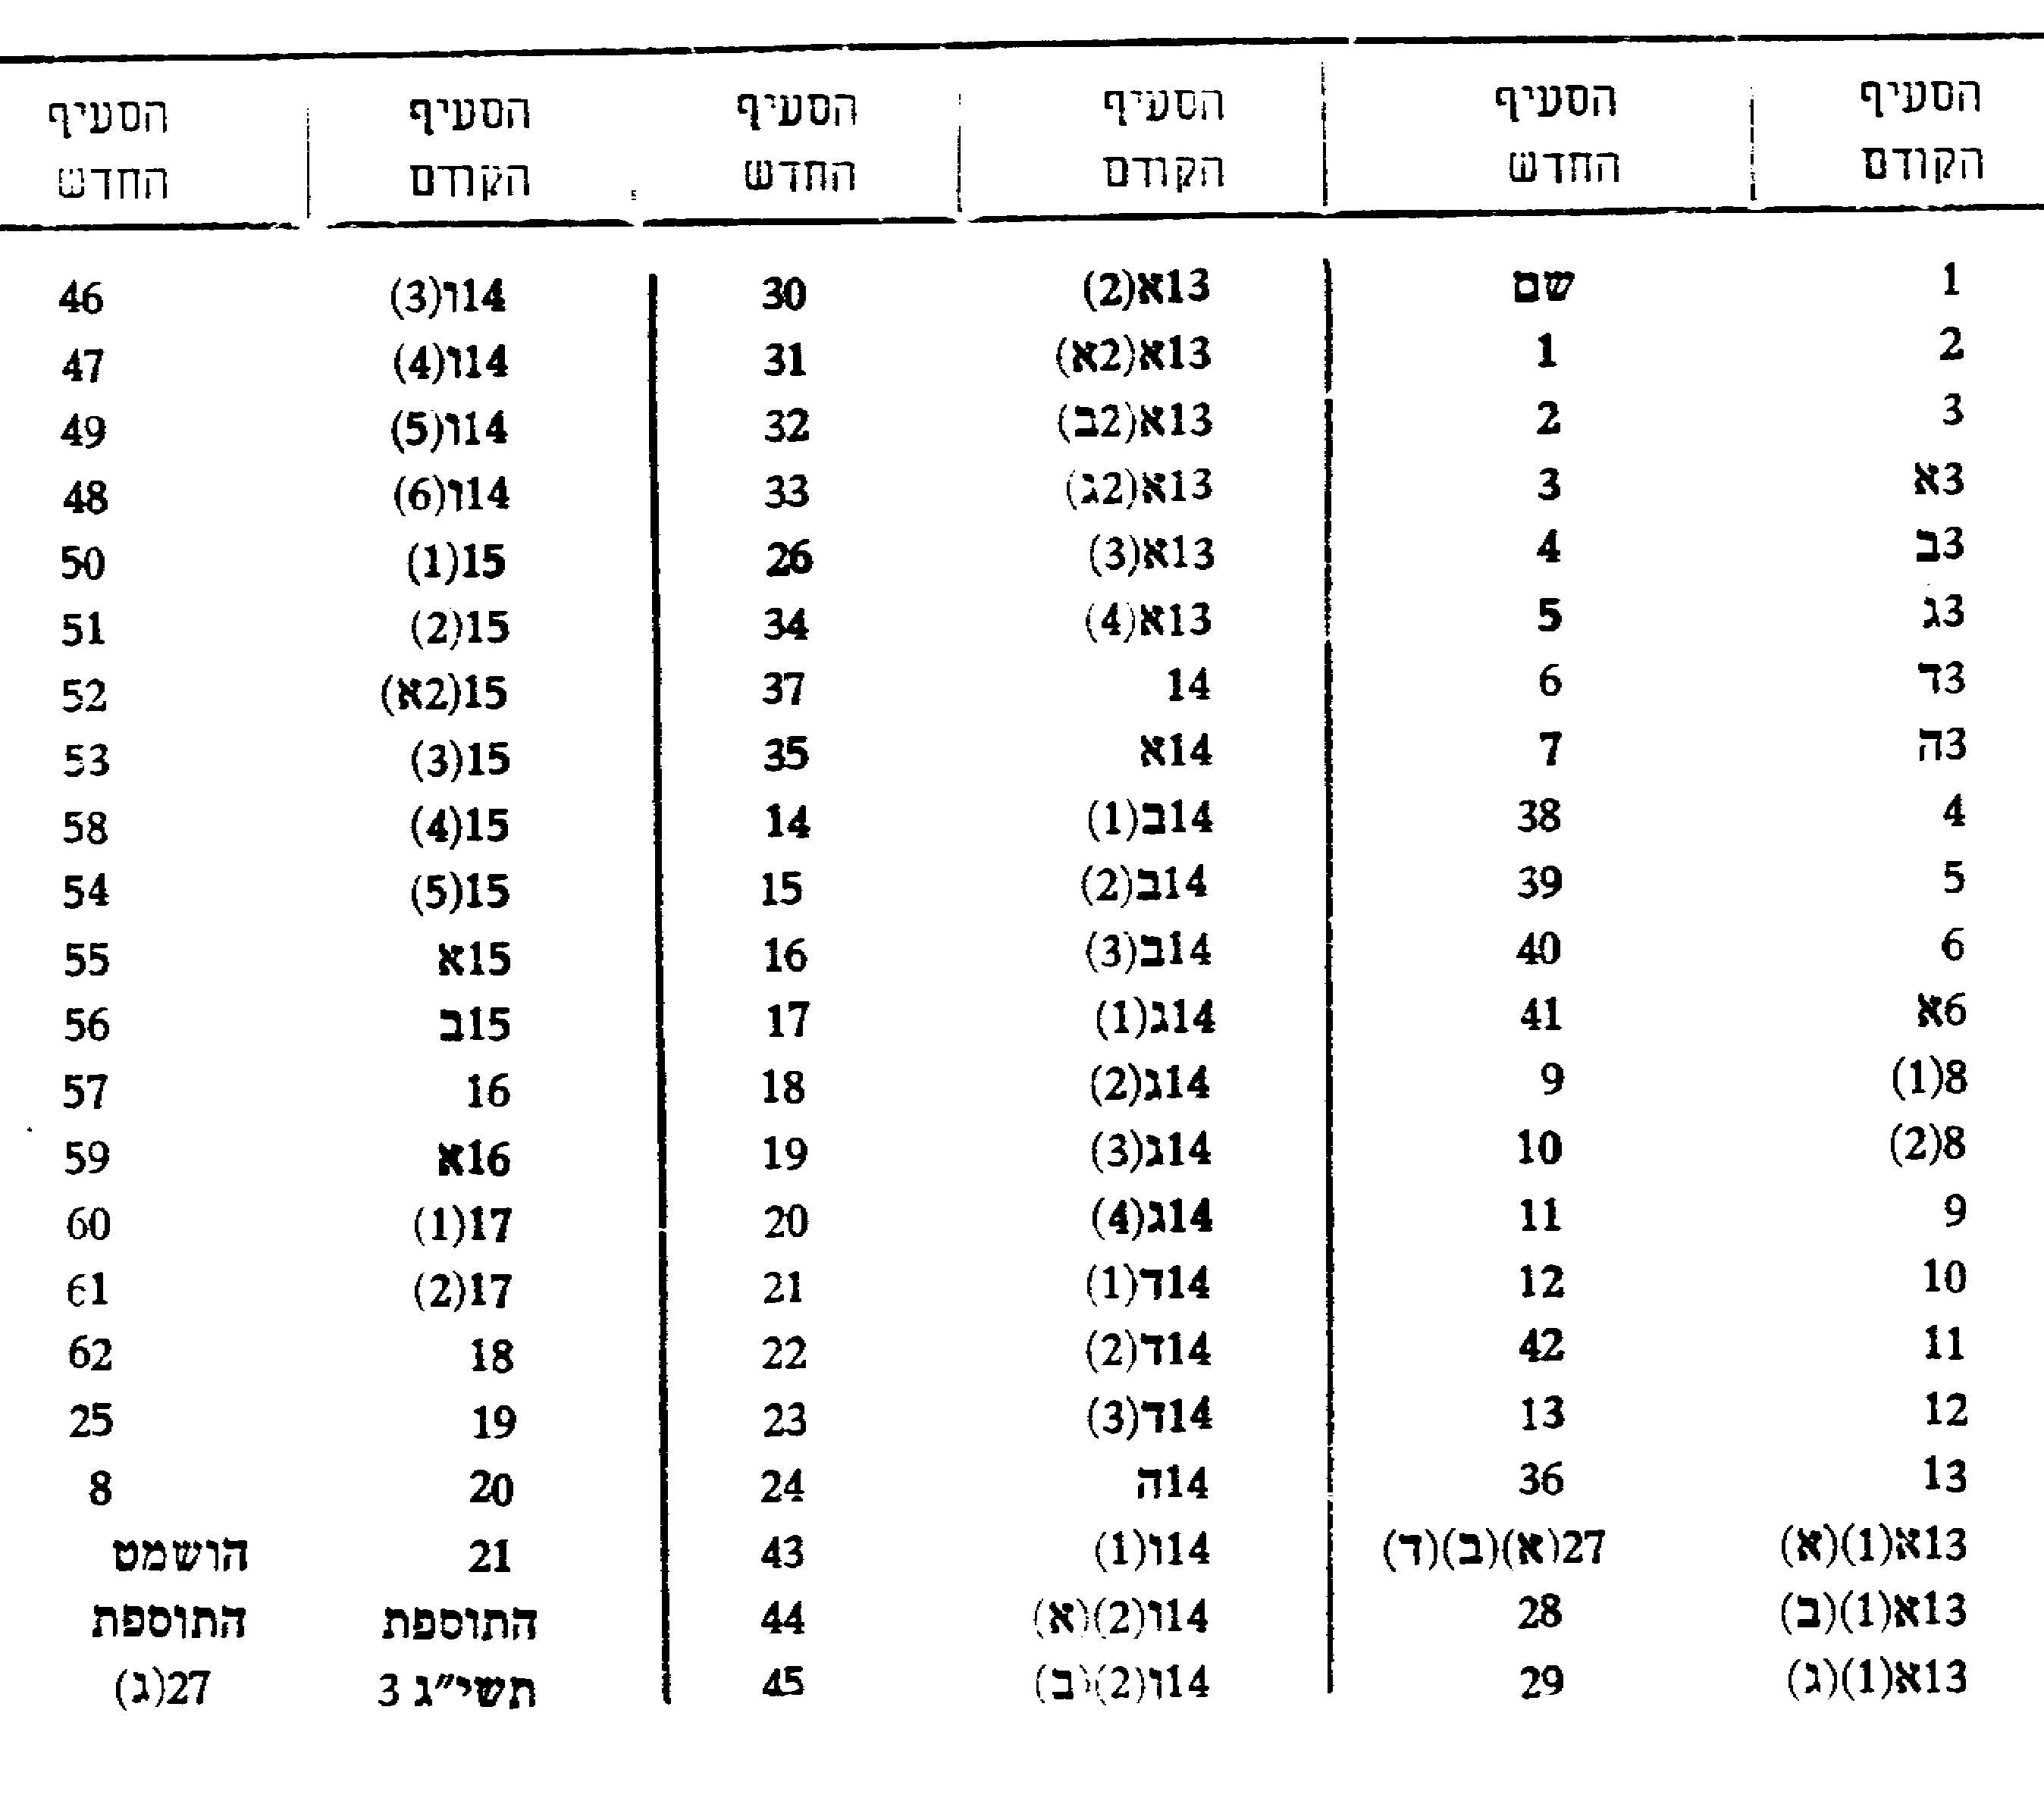 הסעיף הסעיף הסעיף הסעיף הסעיף הסעיף
הקודם החדש הקודם החדש הקודם החדש
1 שם 13א(2) 30 14ו(3) 46
2 1 13א(2א) 31 14ו(4) 47
3 2 13א(2ב) 32 14ו(5) 49
3א 3 13א(2ג) 33 14ו(6) 48
3ב 4 13א(3) 26 15(1) 50
3ג 5 13א(4) 34 15(2) 51
3ד 6 14 37 15(2א) 52
3ה 7 14א 35 15(3) 53
4 38 14ב(1) 14 15(4) 58
5 39 14ב(2) 15 15(5) 54
6 40 14ב(3) 16 15א 55
6א 41 14ג(1) 17 15ב 56
8(1) 9 14ג(2) 18 16 57
8(2) 10 14ג(3) 19 16א 59
9 11 14ג(4) 20 17(1) 60
10 12 14ד(1) 21 17(2) 61
11 42 14ד(2) 22 18 62
12 13 14ד(3) 23 19 25
13 36 14ה 24 20 8
13א(1)(א) 27(א)(ב)(ד) 14ו(1) 43 21 הושמט
13א(1)(ב) 28 14ו(2)(א) 44 התוספת התוספת
13א(1)(ג) 29 14ו(2)(ב) 45 תשי״ג 3 27(ג)